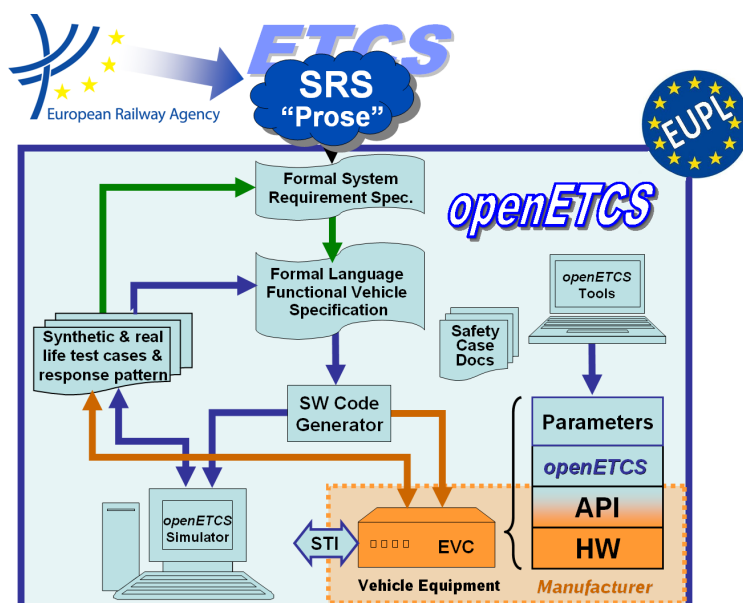 ETCS
SRS
“Prose”
European Railway Agency
EUPL
Formal System
Requirement Spec.
openETCS
Formal Language
Functional Vehicle
Specification
openETCS
Tools
Synthetic & real
life test cases &
response pattern
Safety
Case
Docs
SW Code
Generator
Parameters
openETCS
API
HW
openETCS
Simulator
STI
EVC
Vehicle Equipment
Manufacturer